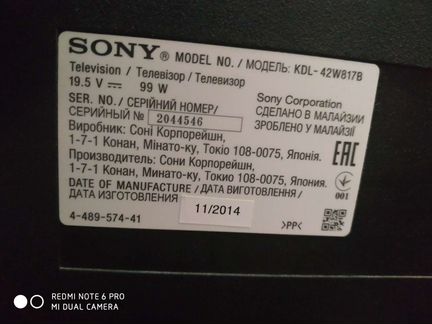 SONY® MODEL NO. / МОДЕЛЬ: KDL-42W817B
Television / Телевізор / Телевизор
19.5 V ⎓ 99 W
Sony Corporation
SER. NO. / СЕРІЙНИЙ НОМЕР/
СЕРИЙНЫЙ № 2044546
СДЕЛАНО В МАЛАЙЗИИ
ЗРОБЛЕНО У МАЛАЙЗІЇ
Виробник: Соні Корпорейшн,
1-7-1 Конан, Мінато-ку, Токіо 108-0075, Японія.
Производитель: Сони Корпорейшн,
1-7-1 Конан, Минато-ку, Токио 108-0075, Япония.
DATE OF MANUFACTURE / ДАТА ВИГОТОВЛЕННЯ /
ДАТА ИЗГОТОВЛЕНИЯ 11/2014
4-489-574-41
>PP<
EAC
001
REDMI NOTE 6 PRO
MI DUAL CAMERA